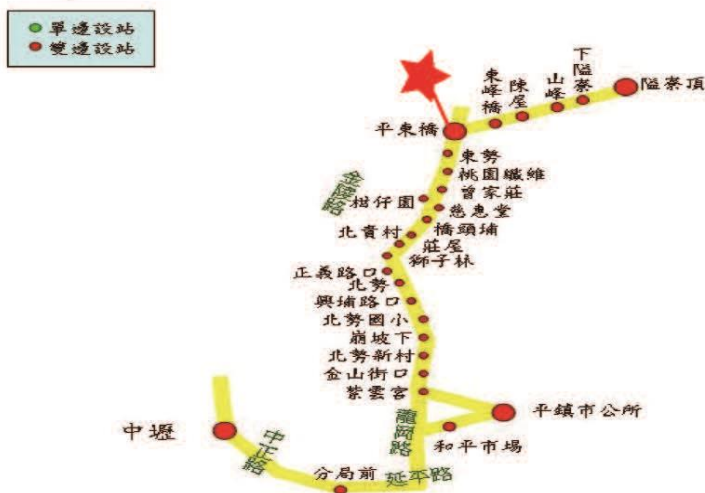 單邊設站
雙邊設站
下隘寮
山峰
陳屋
東峰橋
隘寮頂
平東橋
東勢
桃園纖維
金陵路
曾家莊
柑仔園
慈惠堂
橋頭埔
北貴村
莊屋
獅子林
正義路口
北勢
興埔路口
北勢國小
崩坡下
北勢新村
金山街口
紫雲宮
平鎮市公所
龍岡路
和平市場
中壢
中正路
分局前
延平路